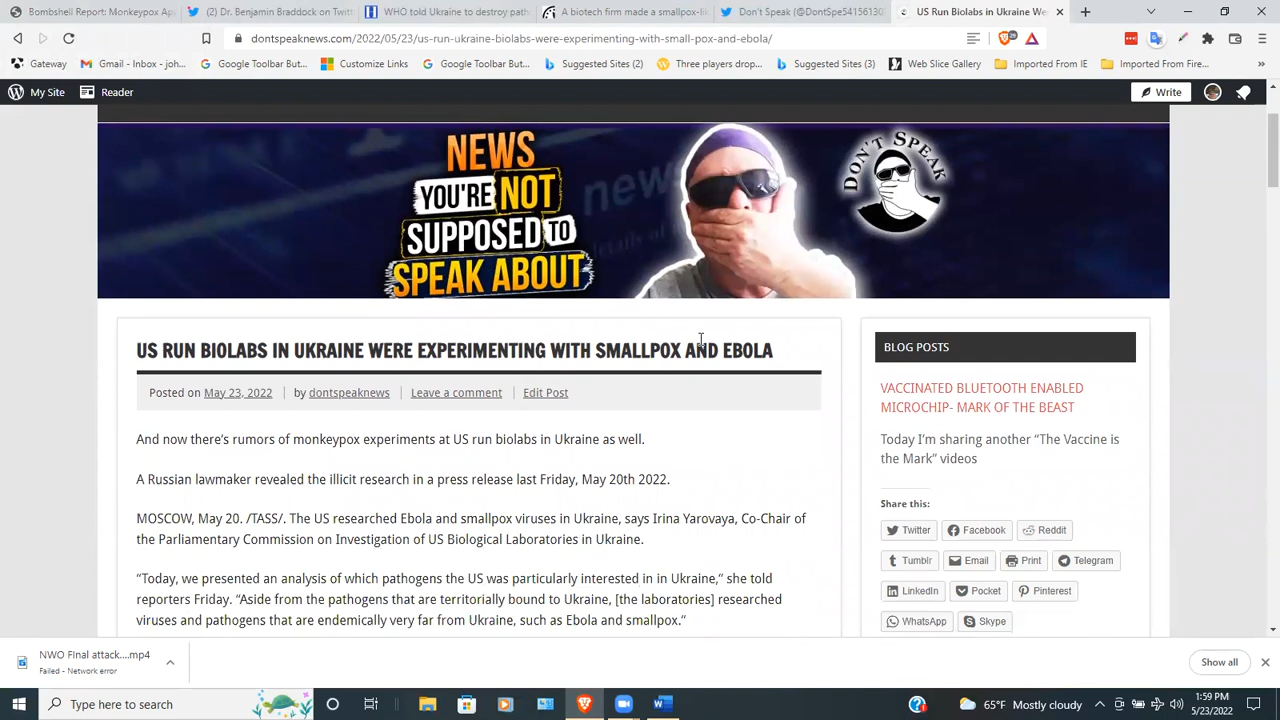 Bombshell Report: Monkeypox Ap
(2) Dr. Benjamin Braddock on Twitt
WHO told Ukraine to destroy path
A biotech firm made a smallpox-lik
Don't Speak (@DontSpe54156130
US Run Biolabs in Ukraine We
dontspeaknews.com/2022/05/23/us-run-ukraine-biolabs-were-experimenting-with-small-pox-and-ebola/
Gateway
Gmail - Inbox - joh...
Google Toolbar But...
Customize Links
Google Toolbar But...
Suggested Sites (2)
Three players drop...
Suggested Sites (3)
Web Slice Gallery
Imported From IE
Imported From Fire...
My Site
Reader
Write
NEWS
YOU'RE NOT
SUPPOSED TO
SPEAK ABOUT
DON'T SPEAK
US RUN BIOLABS IN UKRAINE WERE EXPERIMENTING WITH SMALLPOX AND EBOLA
Posted on May 23, 2022 by dontspeaknews Leave a comment Edit Post
And now there's rumors of monkeypox experiments at US run biolabs in Ukraine as well.
A Russian lawmaker revealed the illicit research in a press release last Friday, May 20th 2022.
MOSCOW, May 20. /TASS/. The US researched Ebola and smallpox viruses in Ukraine, says Irina Yarovaya, Co-Chair of
the Parliamentary Commission on Investigation of US Biological Laboratories in Ukraine.
"Today, we presented an analysis of which pathogens the US was particularly interested in in Ukraine," she told
reporters Friday. "Aside from the pathogens that are territorially bound to Ukraine, [the laboratories] researched
viruses and pathogens that are endemically very far from Ukraine, such as Ebola and smallpox."
BLOG POSTS
VACCINATED BLUETOOTH ENABLED
MICROCHIP- MARK OF THE BEAST
Today I'm sharing another "The Vaccine is
the Mark" videos
Share this:
Twitter
Facebook
Reddit
Tumblr
Email
Print
Telegram
LinkedIn
Pocket
Pinterest
WhatsApp
Skype
NWO FInal attack....mp4
Failed - Network error
Show all
Type here to search
65°F Mostly cloudy
1:59 PM
5/23/2022